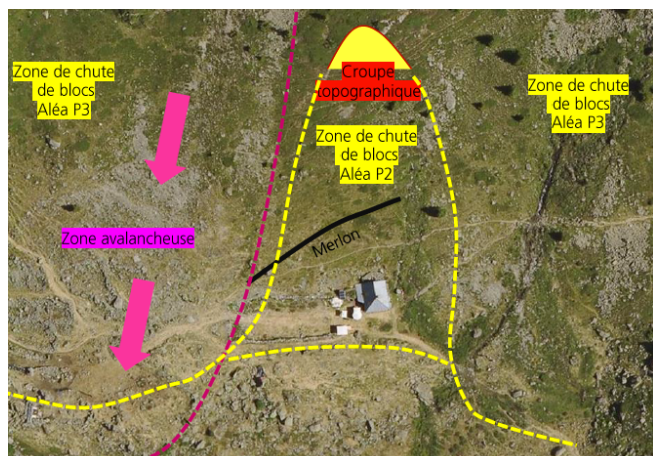 Zone de chute
de blocs
Aléa P3
Croupe
topographique
Zone de chute
de blocs
Aléa P3
Zone de chute
de blocs
Aléa P2
Zone avalancheuse
Merlon